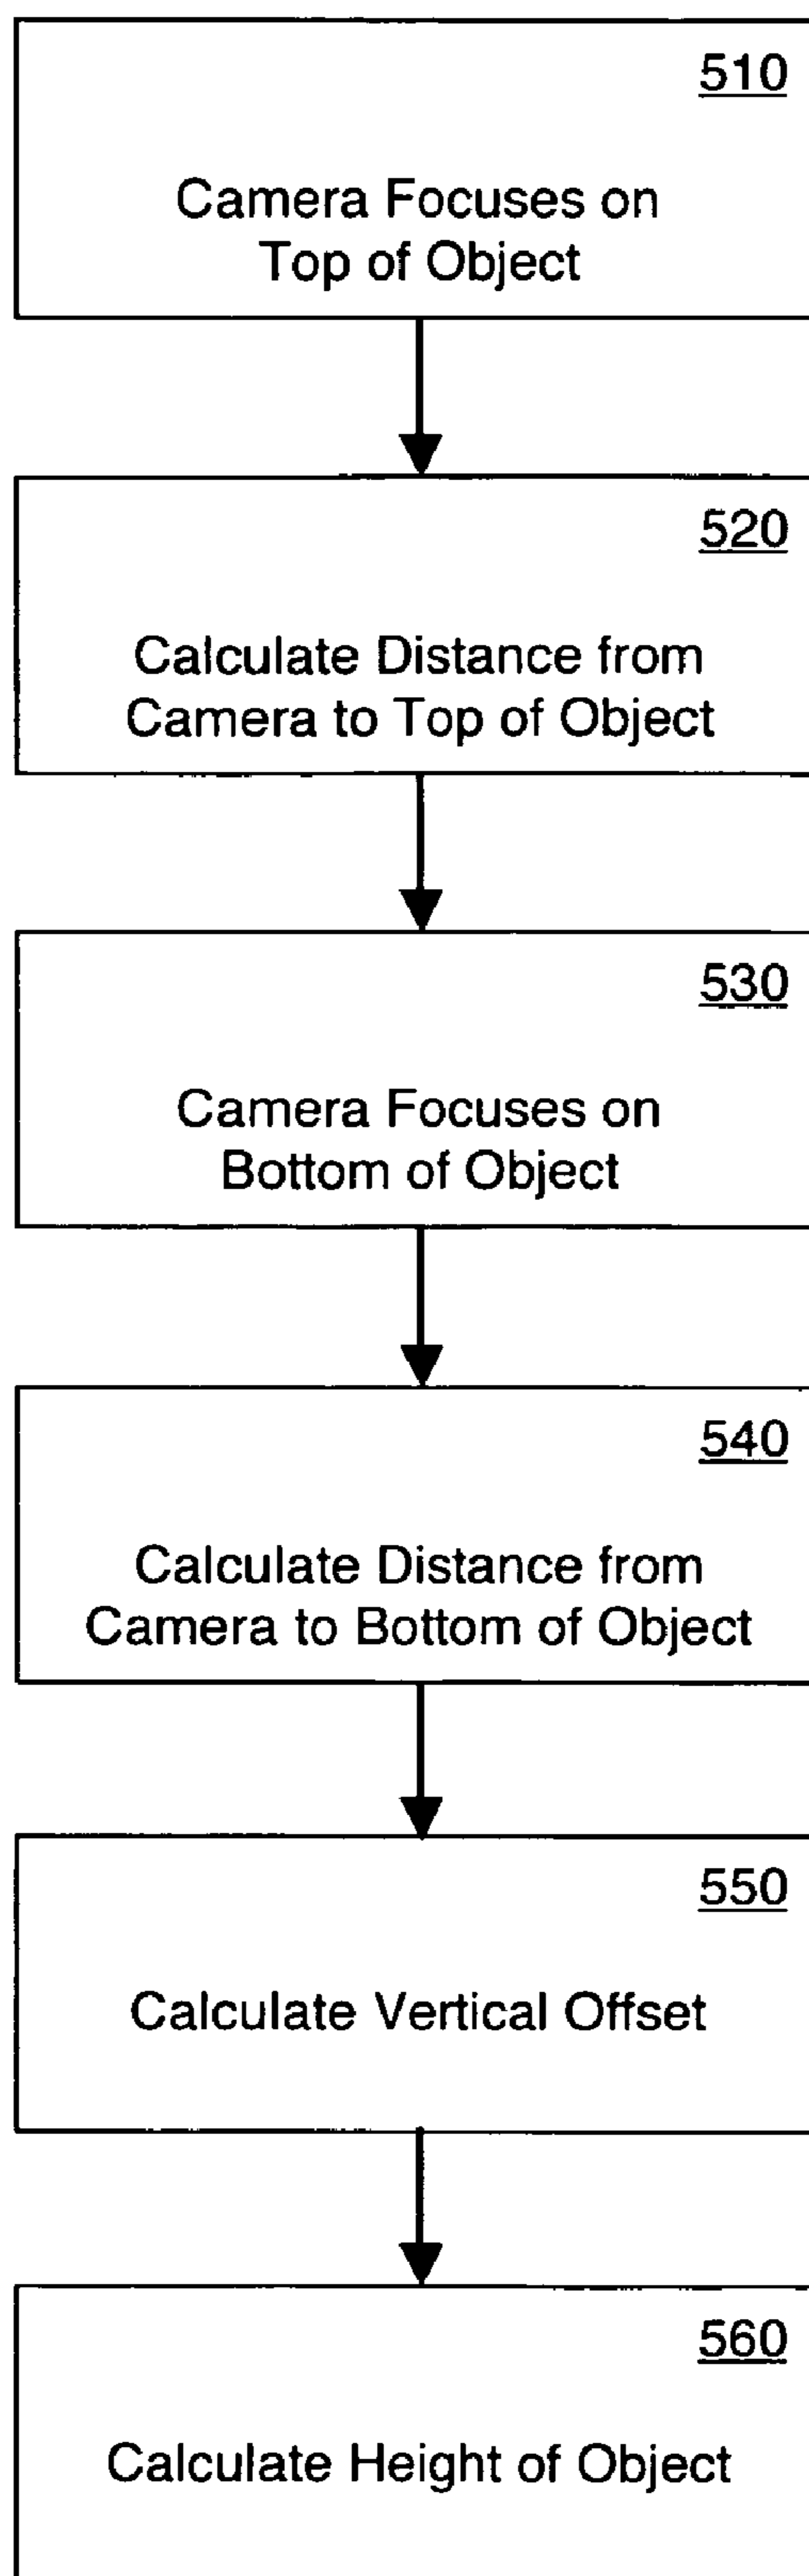 510
Camera Focuses on
Top of Object
520
Calculate Distance from
Camera to Top of Object
530
Camera Focuses on
Bottom of Object
540
Calculate Distance from
Camera to Bottom of Object
550
Calculate Vertical Offset
560
Calculate Height of Object